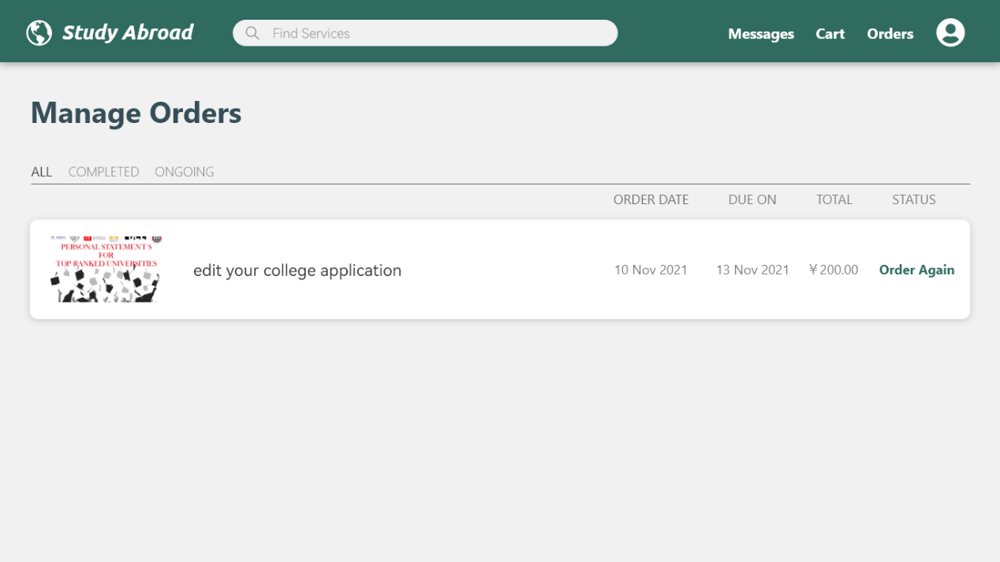 Study Abroad
Find Services
Messages
Cart
Orders
Manage Orders
ALL
COMPLETED
ONGOING
ORDER DATE
DUE ON
TOTAL
STATUS
PERSONAL STATEMENT S
FOR
TOP-RANKED UNIVERSITIES
edit your college application
10 Nov 2021
13 Nov 2021
￥200.00
Order Again